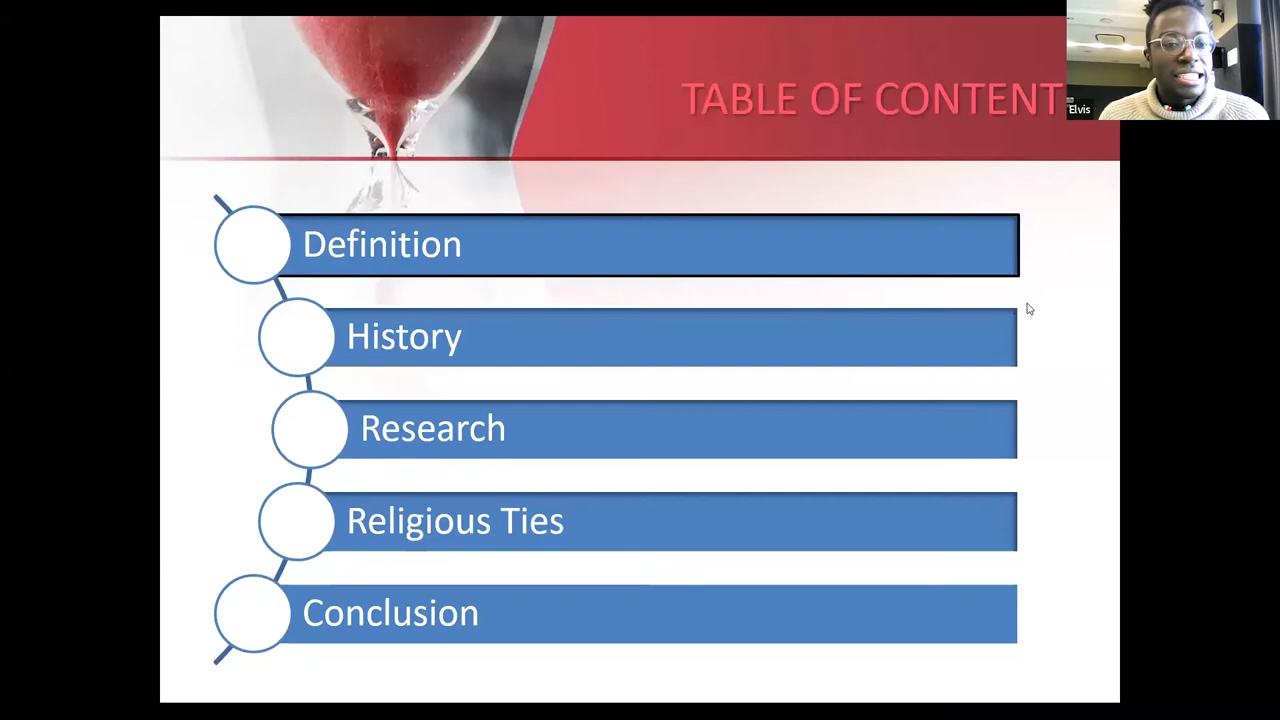 TABLE OF CONTENT
Elvis
Definition
History
Research
Religious Ties
Conclusion